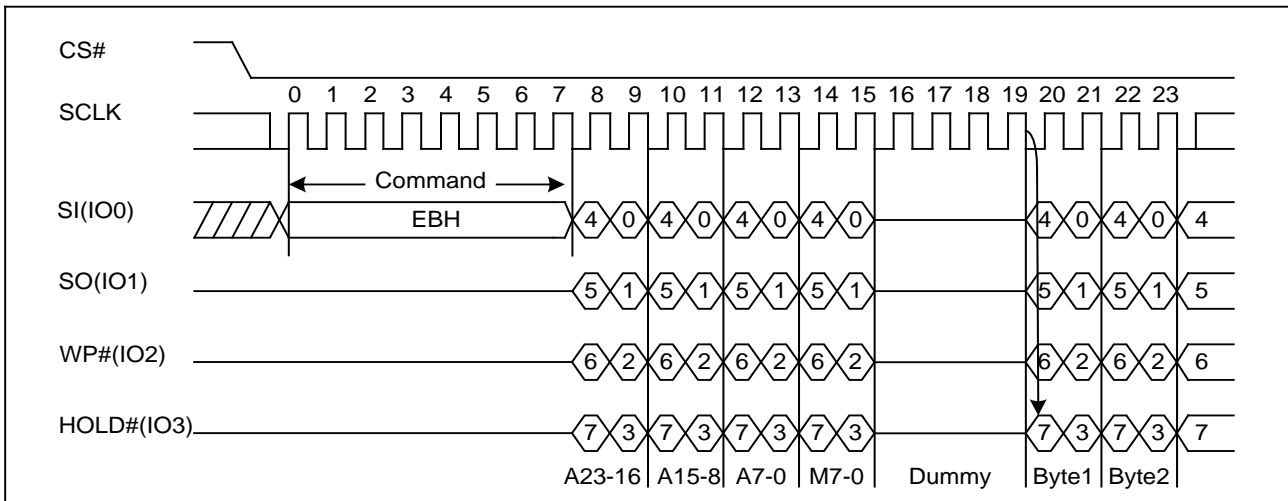 CS#
0 1 2 3 4 5 6 7 8 9 10 11 12 13 14 15 16 17 18 19 20 21 22 23
SCLK
Command
SI(IO0) EBH 4 0 4 0 4 0 4 0 4 0 4 0 4
SO(IO1) 5 1 5 1 5 1 5 1 5 1 5 1 5
WP#(IO2) 6 2 6 2 6 2 6 2 6 2 6 2 6
HOLD#(IO3) 7 3 7 3 7 3 7 3 7 3 7 3 7
A23-16 A15-8 A7-0 M7-0 Dummy Byte1 Byte2